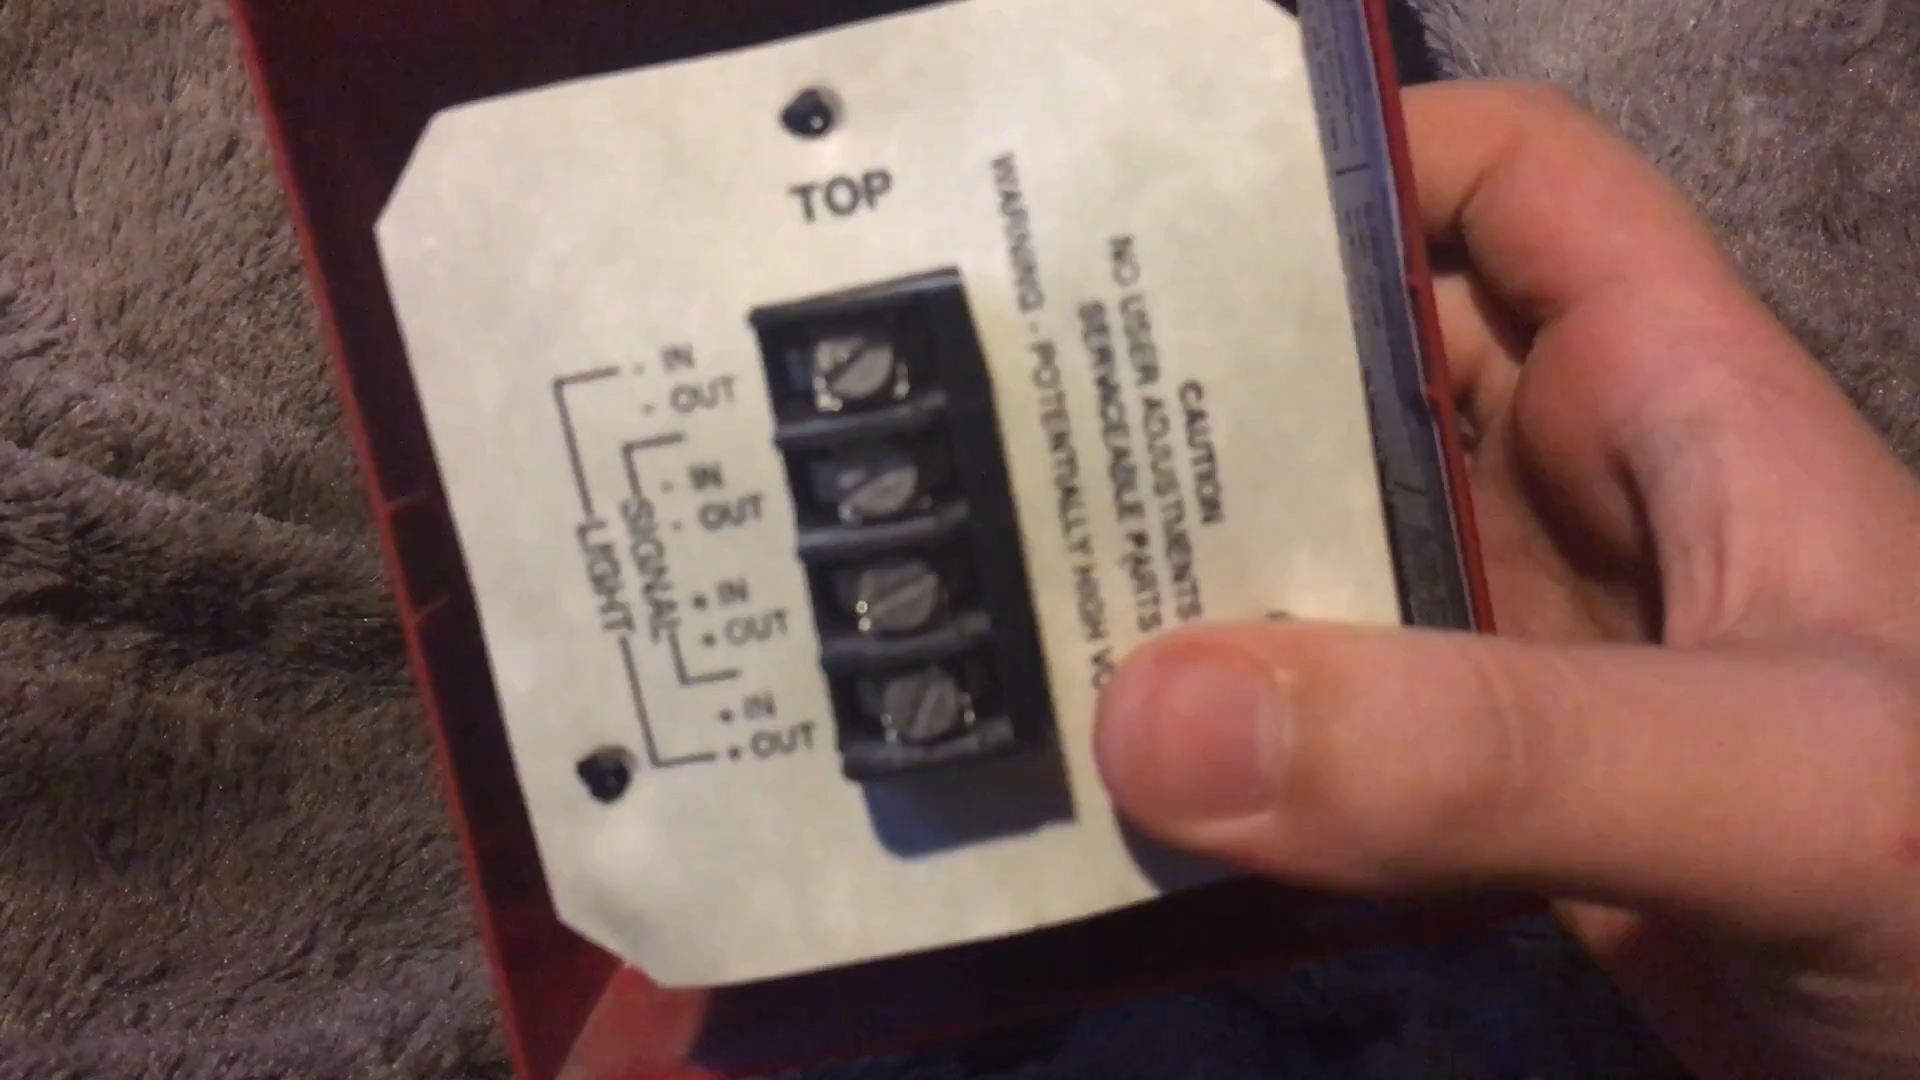 TOP
- IN
- OUT
- IN
- OUT
+ IN
+ OUT
+ IN
+ OUT
SIGNAL
LIGHT
WARNING - POTENTIALLY HIGH
CAUTION
NO USER ADJUSTMENTS
SERVICEABLE PARTS